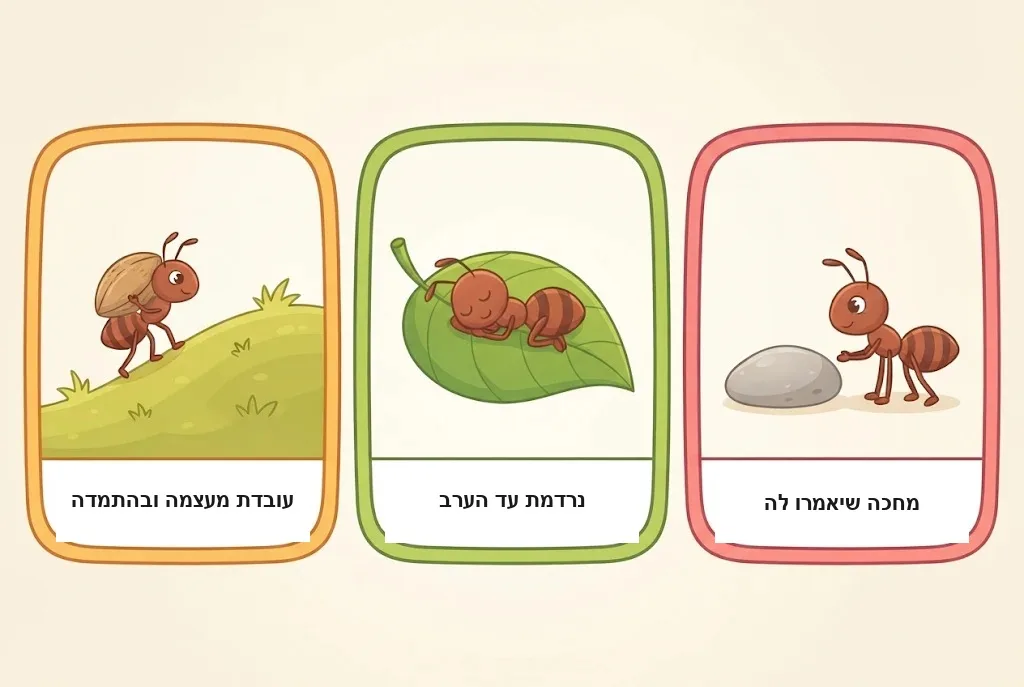 מחכה שיאמרו לה
נרדמת עד הערב
עובדת מעצמה ובהתמדה